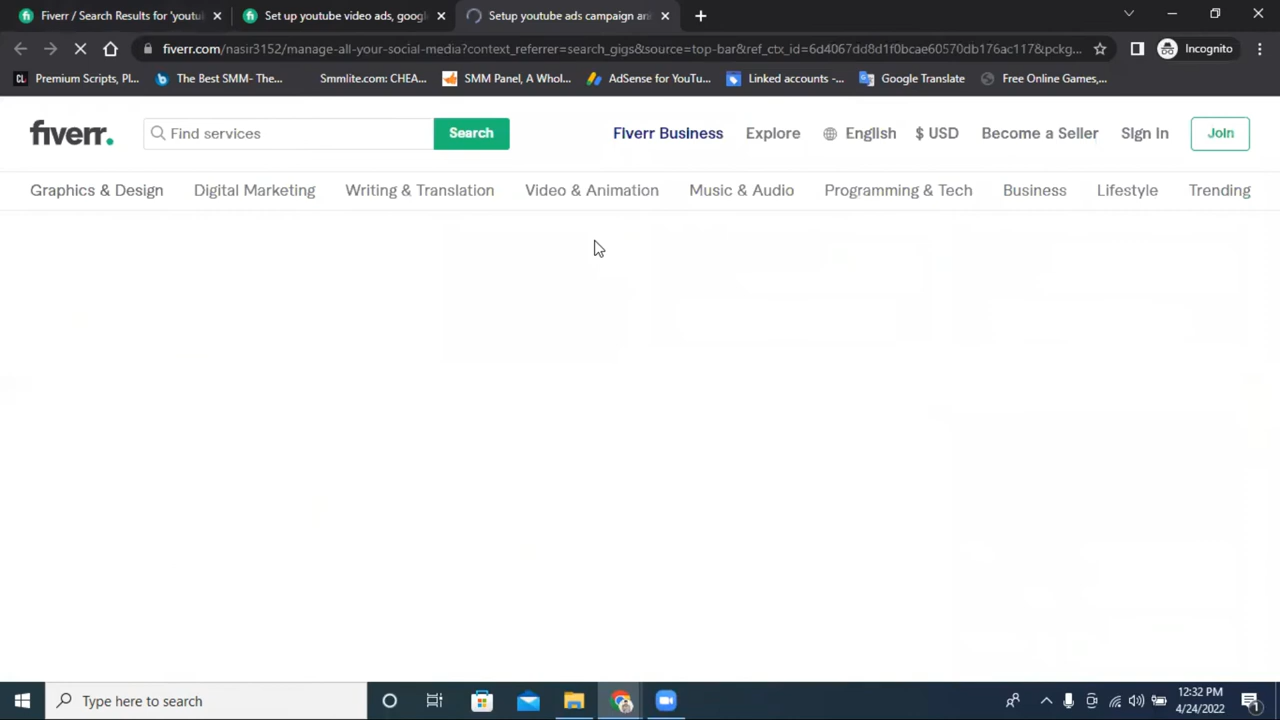 Fiverr / Search Results for 'youtu
Set up youtube video ads, googl
Setup youtube ads campaign an
fiverr.com/nasir3152/manage-all-your-social-media?context_referrer=search_gigs&source=top-bar&ref_ctx_id=6d4067dd8d1f0bcae60570db176ac117&pckg...
Incognito
CL Premium Scripts, Pl...
The Best SMM- The...
Smmlite.com: CHEA...
SMM Panel, A Whol...
AdSense for YouTu...
Linked accounts -...
Google Translate
Free Online Games,...
fiverr.
Find services
Search
Fiverr Business
Explore
English
$ USD
Become a Seller
Sign In
Join
Graphics & Design
Digital Marketing
Writing & Translation
Video & Animation
Music & Audio
Programming & Tech
Business
Lifestyle
Trending
Type here to search
12:32 PM
4/24/2022
1